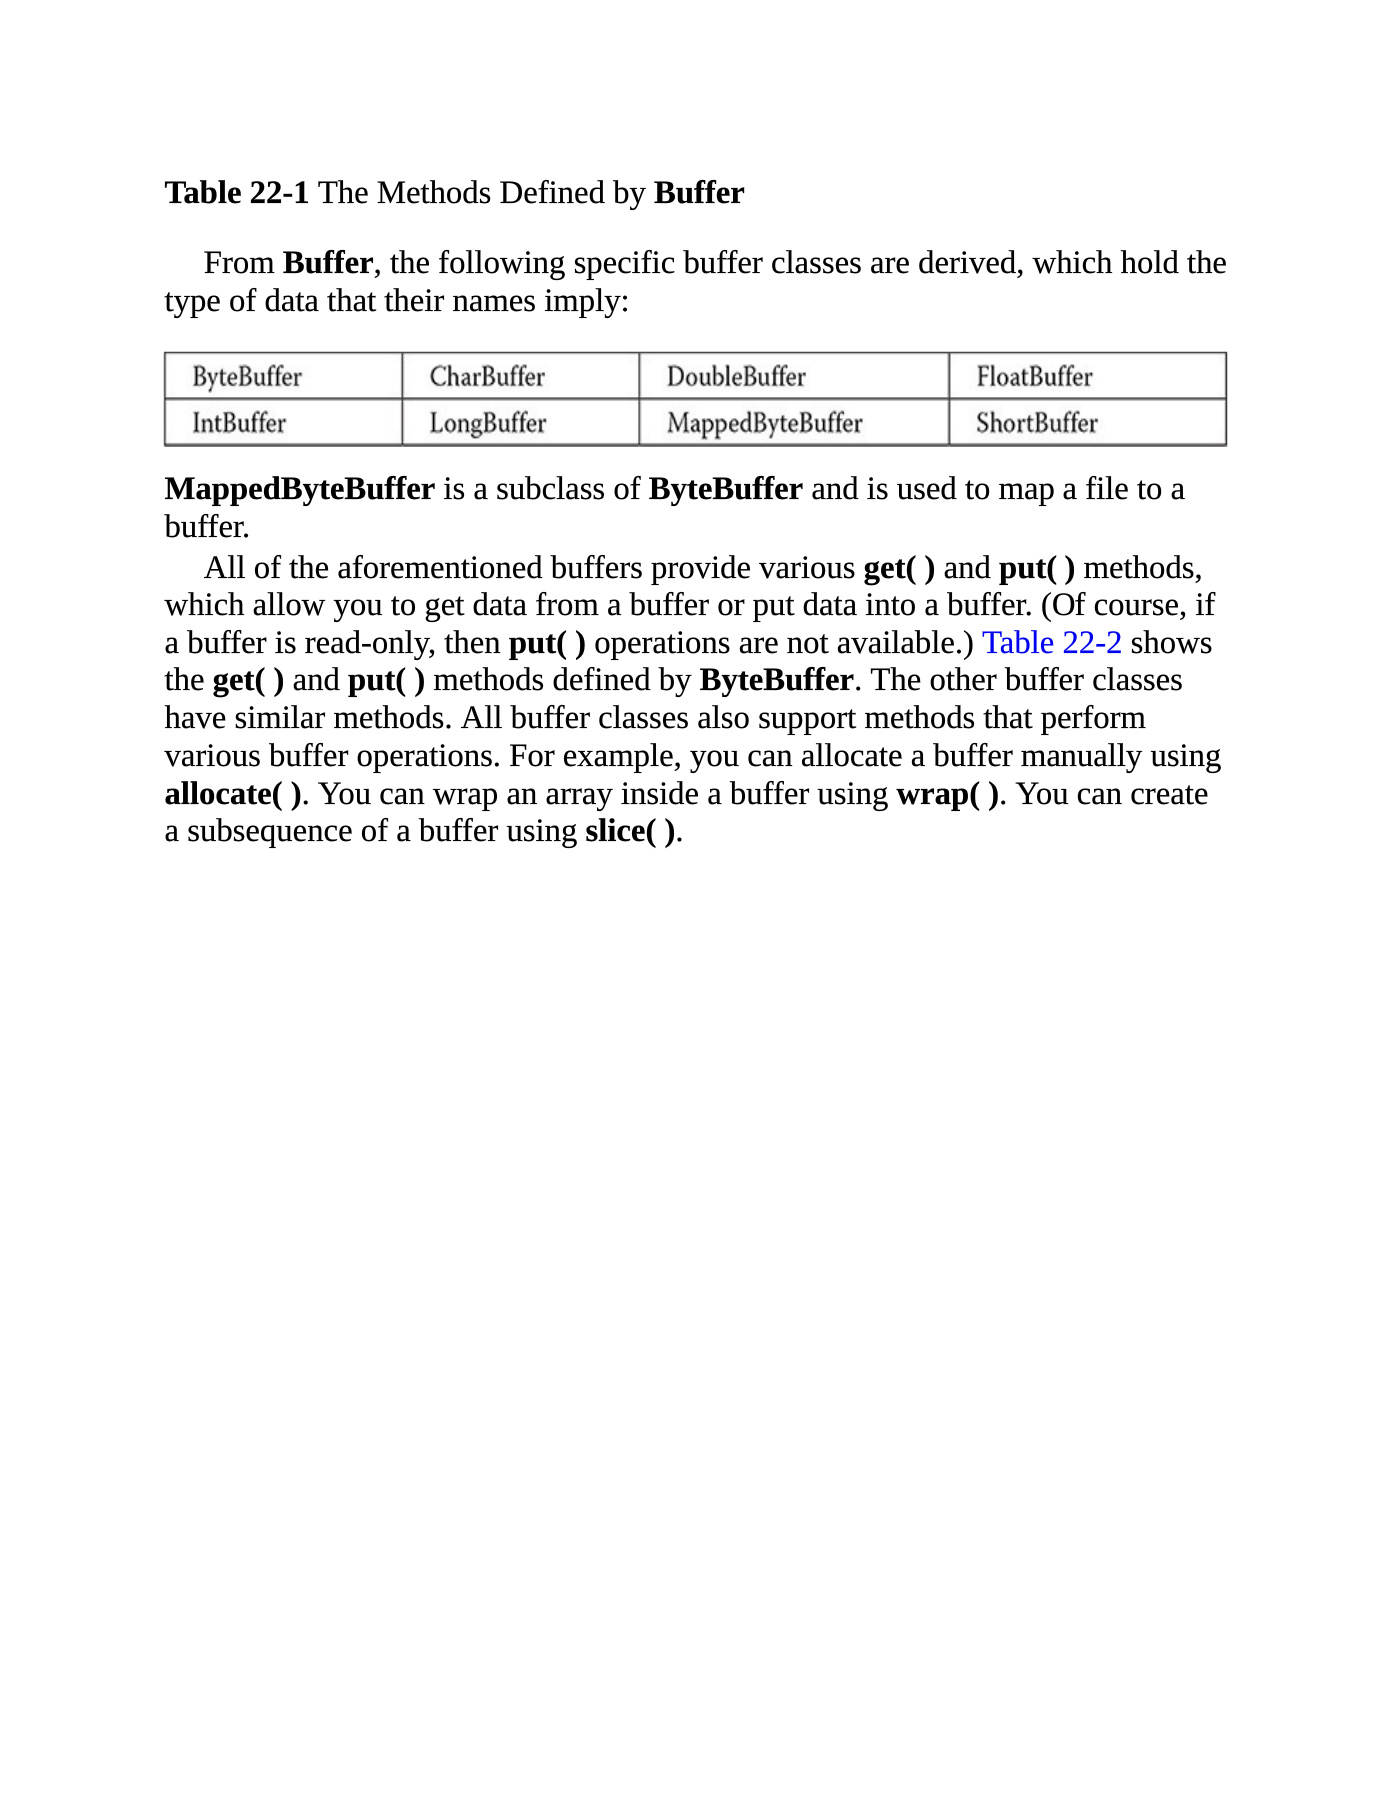 Table 22-1 The Methods Defined by Buffer
From Buffer, the following specific buffer classes are derived, which hold the
type of data that their names imply:
ByteBuffer CharBuffer DoubleBuffer FloatBuffer
IntBuffer LongBuffer MappedByteBuffer ShortBuffer
MappedByteBuffer is a subclass of ByteBuffer and is used to map a file to a
buffer.
All of the aforementioned buffers provide various get( ) and put( ) methods,
which allow you to get data from a buffer or put data into a buffer. (Of course, if
a buffer is read-only, then put( ) operations are not available.) Table 22-2 shows
the get( ) and put( ) methods defined by ByteBuffer. The other buffer classes
have similar methods. All buffer classes also support methods that perform
various buffer operations. For example, you can allocate a buffer manually using
allocate( ). You can wrap an array inside a buffer using wrap( ). You can create
a subsequence of a buffer using slice( ).